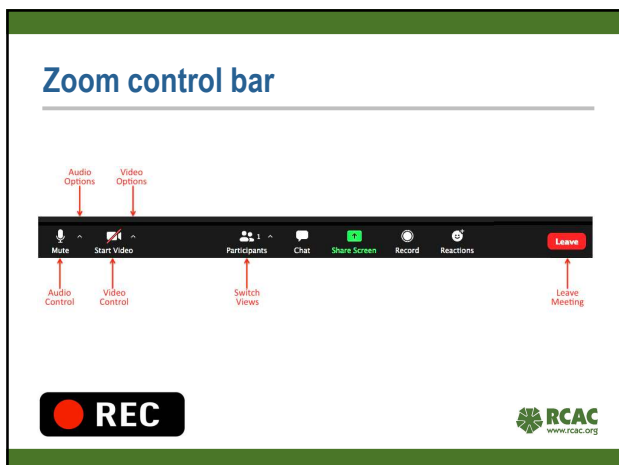 Zoom control bar
Audio
Options
Video
Options
Mute
Start Video
1
Participants
Chat
Share Screen
Record
Reactions
Leave
Audio
Control
Video
Control
Switch
Views
Leave
Meeting
REC
RCAC
www.rcac.org